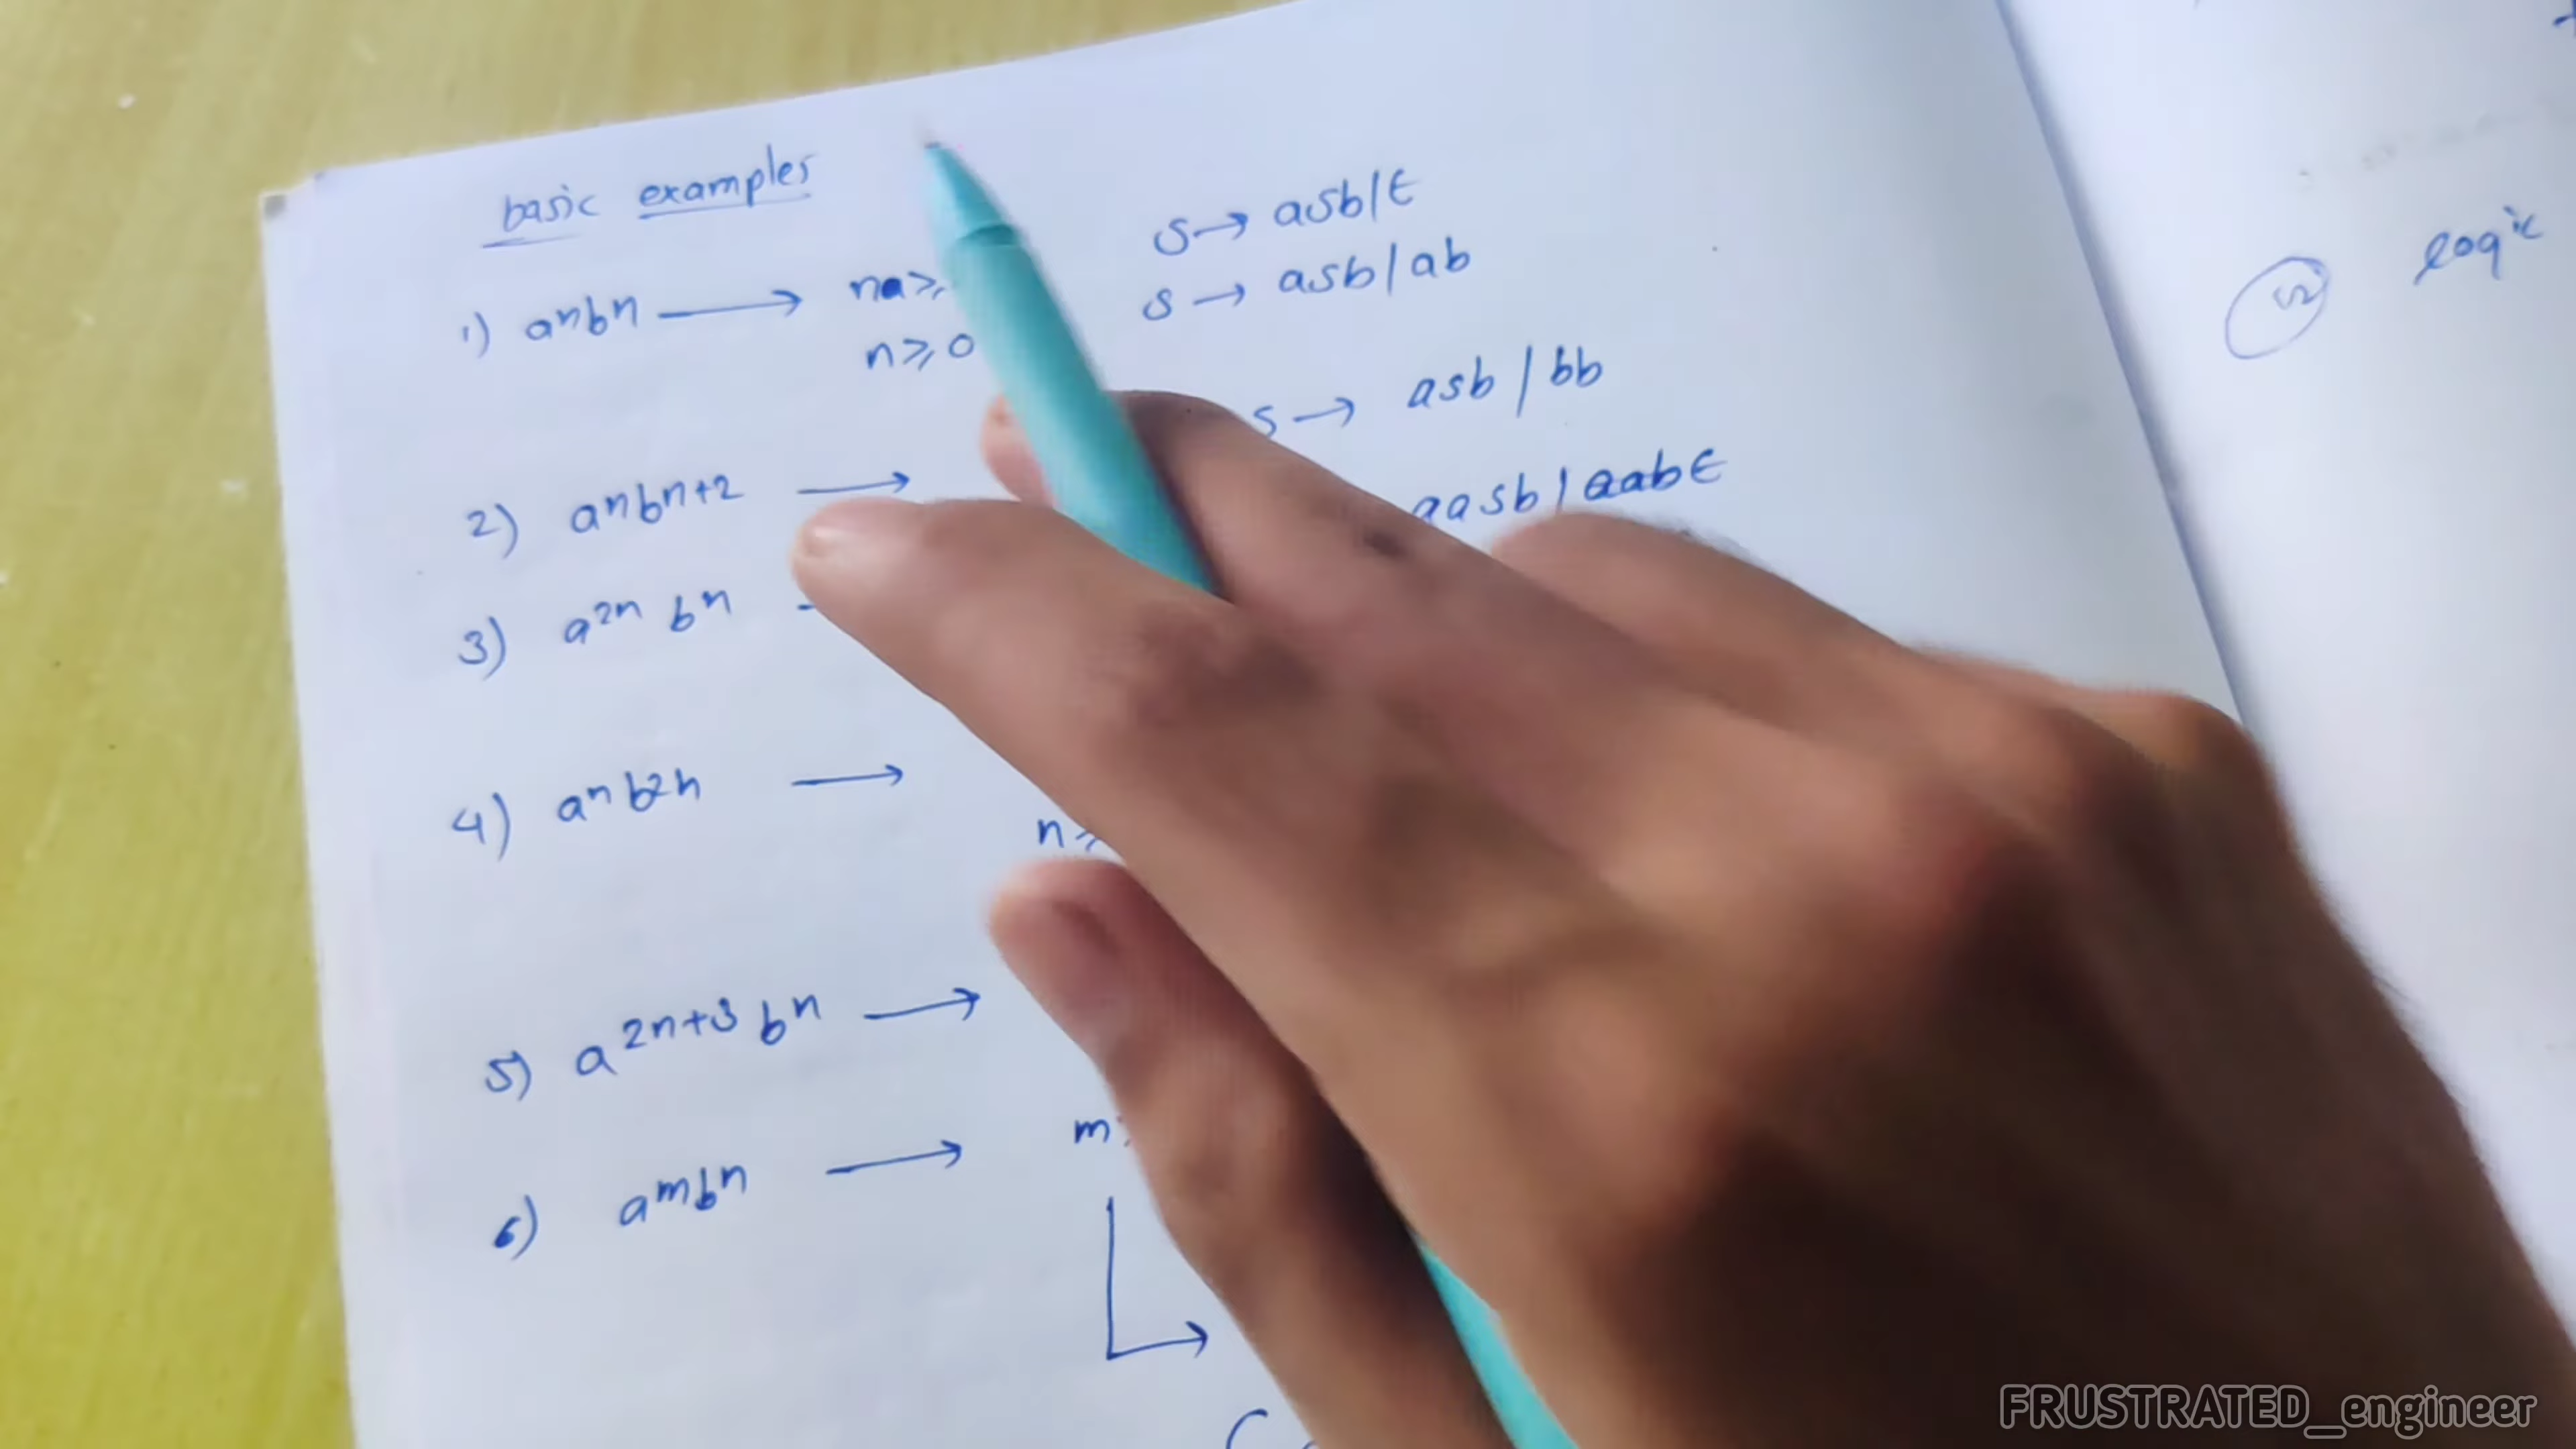 basic examples
1) aⁿbⁿ ⟶ na ≥ S → asb/ε
n ≥ 0 S → asb/ab
2) aⁿbⁿ⁺² → S → asb / bb
3) a²ⁿ bⁿ aasb/aabε
4) aⁿb²ⁿ →
n ≥
5) a²ⁿ⁺³ bⁿ →
6) aᵐbⁿ → m
logic
FRUSTRATED_engineer